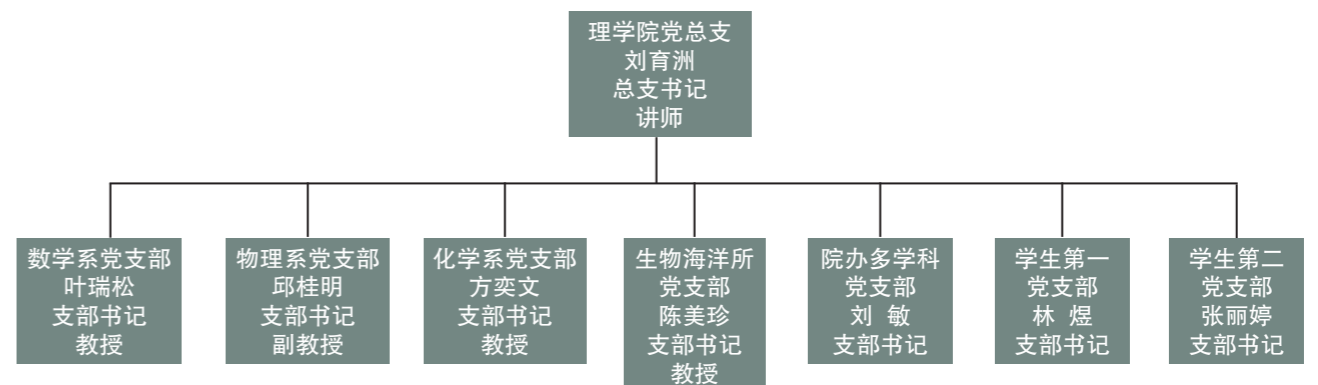 理学院党总支
刘育洲
总支书记
讲师
数学系党支部
叶瑞松
支部书记
教授
物理系党支部
邱桂明
支部书记
副教授
化学系党支部
方奕文
支部书记
教授
生物海洋所
党支部
陈美珍
支部书记
教授
院办多学科
党支部
刘 敏
支部书记
学生第一
党支部
林 煜
支部书记
学生第二
党支部
张丽婷
支部书记